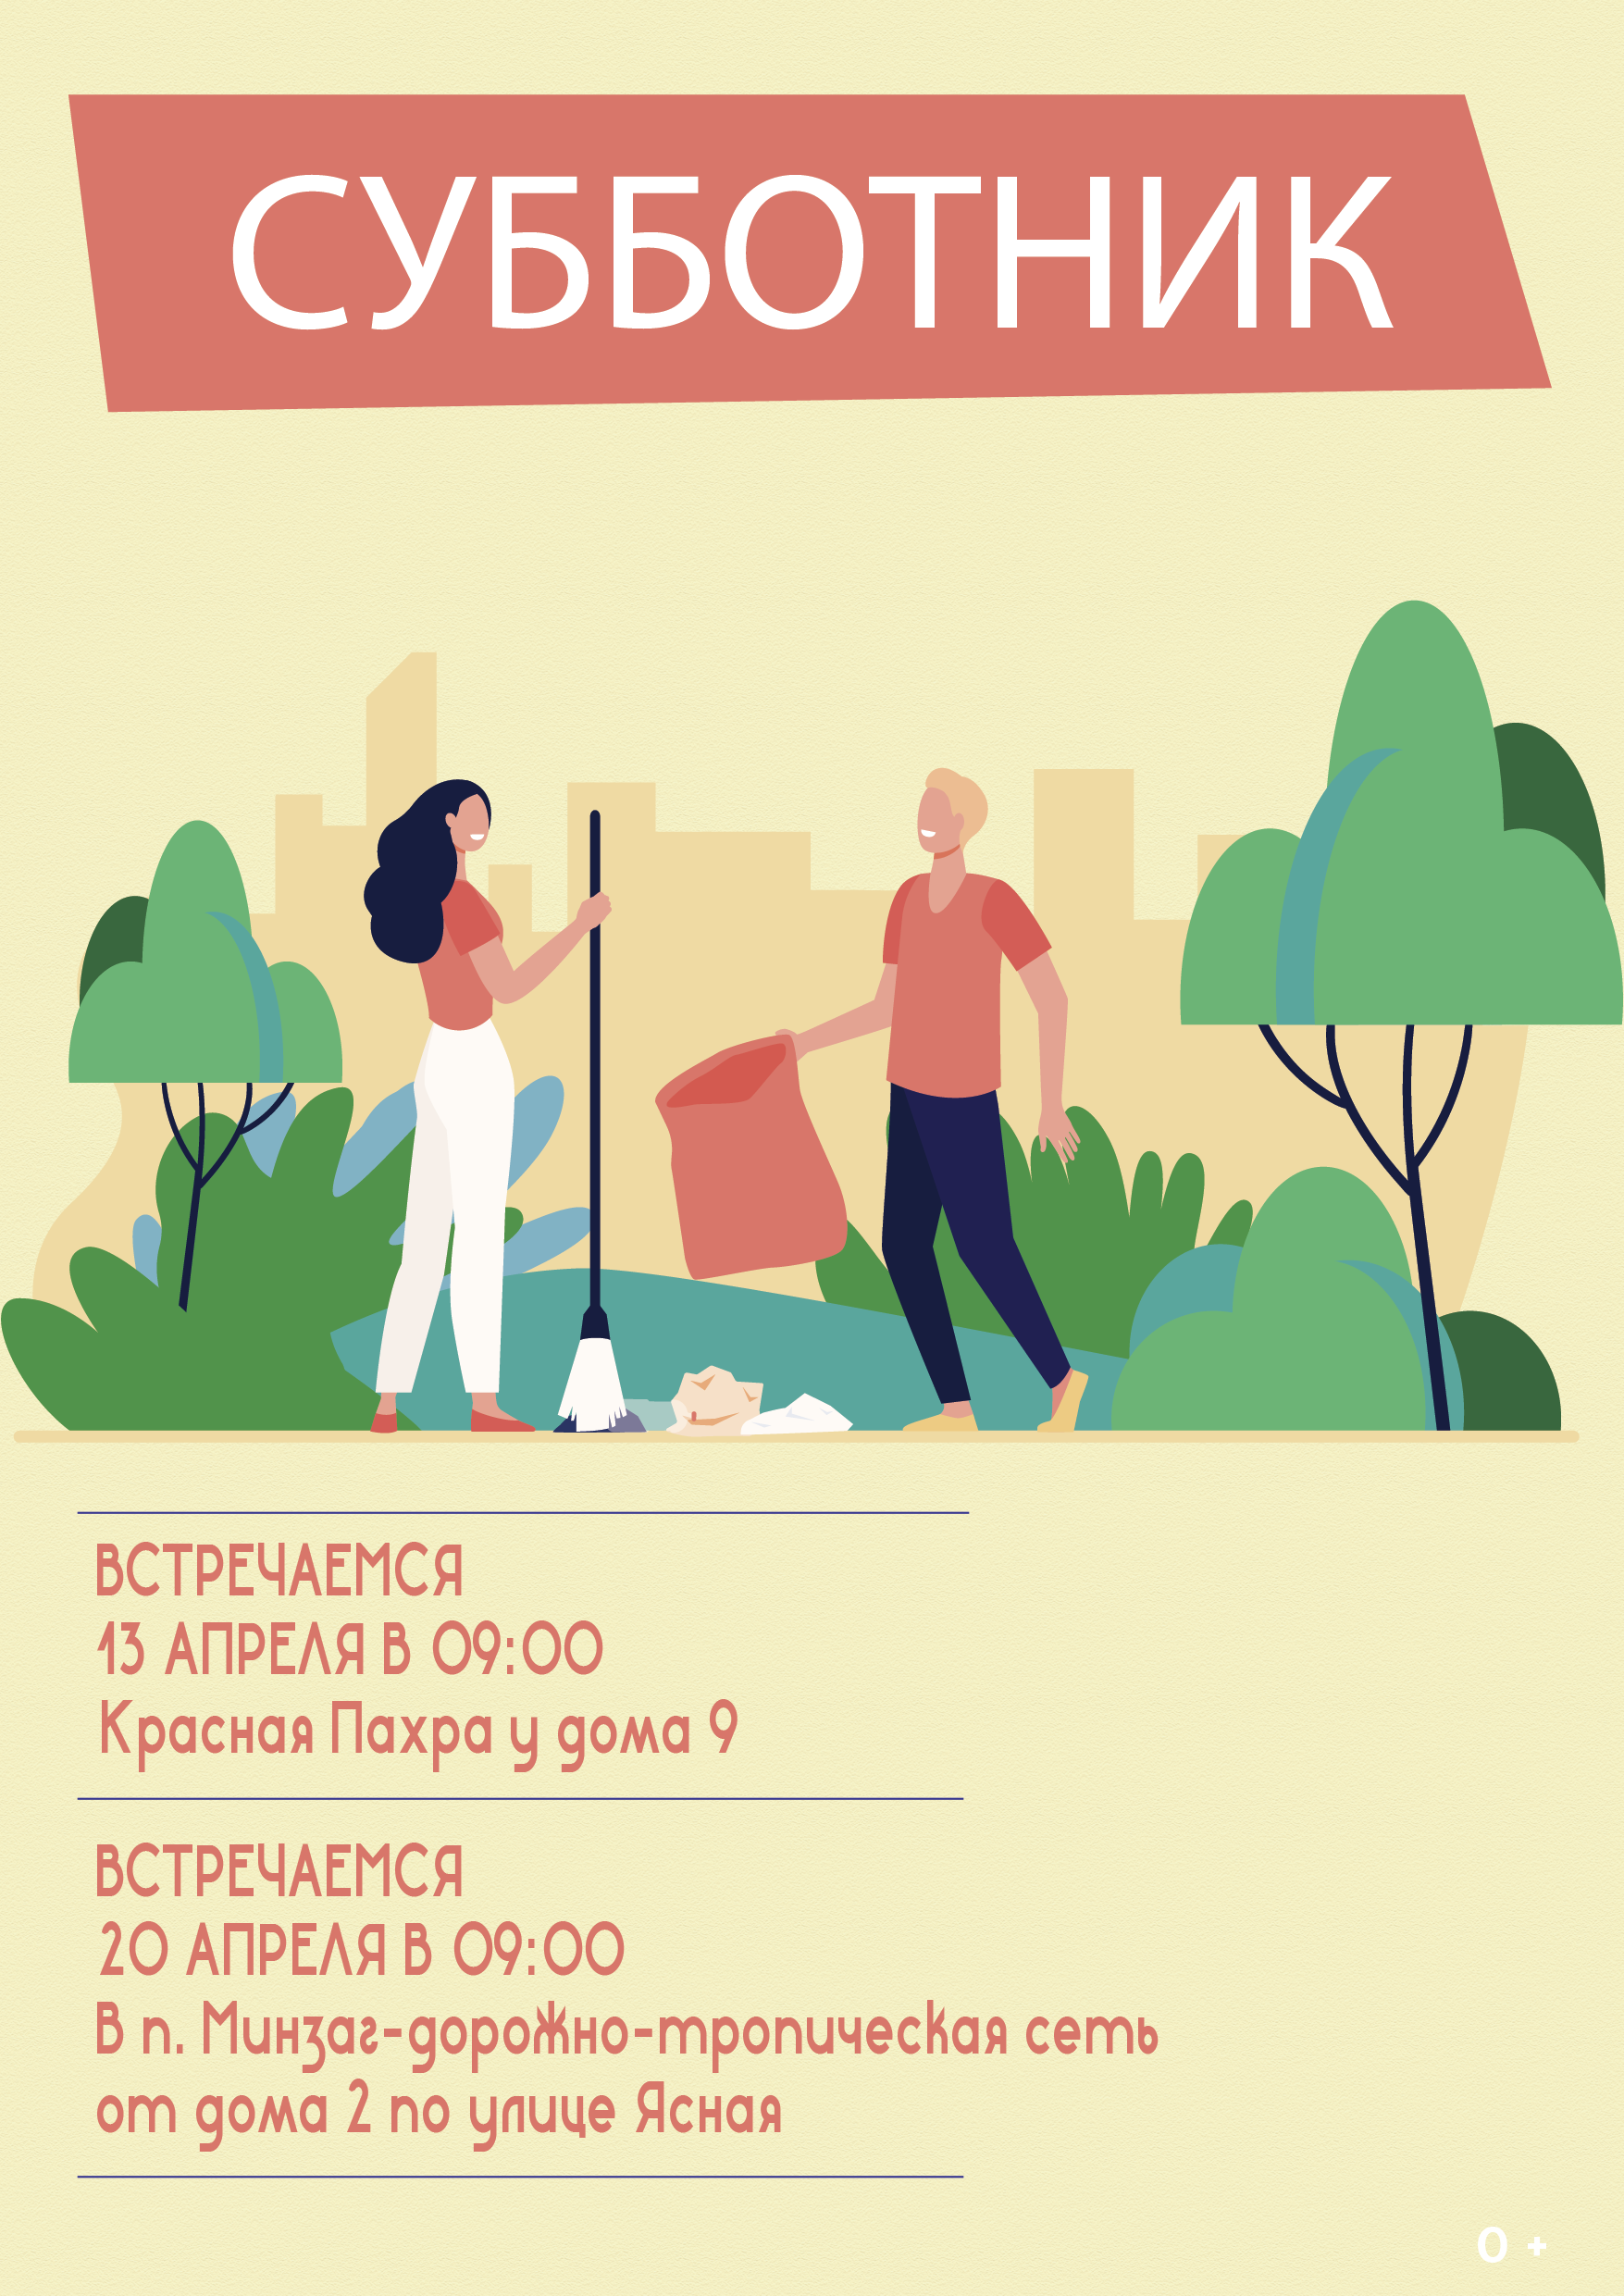 СУББОТНИК
ВСТРЕЧАЕМСЯ
13 АПРЕЛЯ В 09:00
Красная Пахра у дома 9
ВСТРЕЧАЕМСЯ
20 АПРЕЛЯ В 09:00
В п. Минзаг-дорожно-тропическая сеть
от дома 2 по улице Ясная
0 +